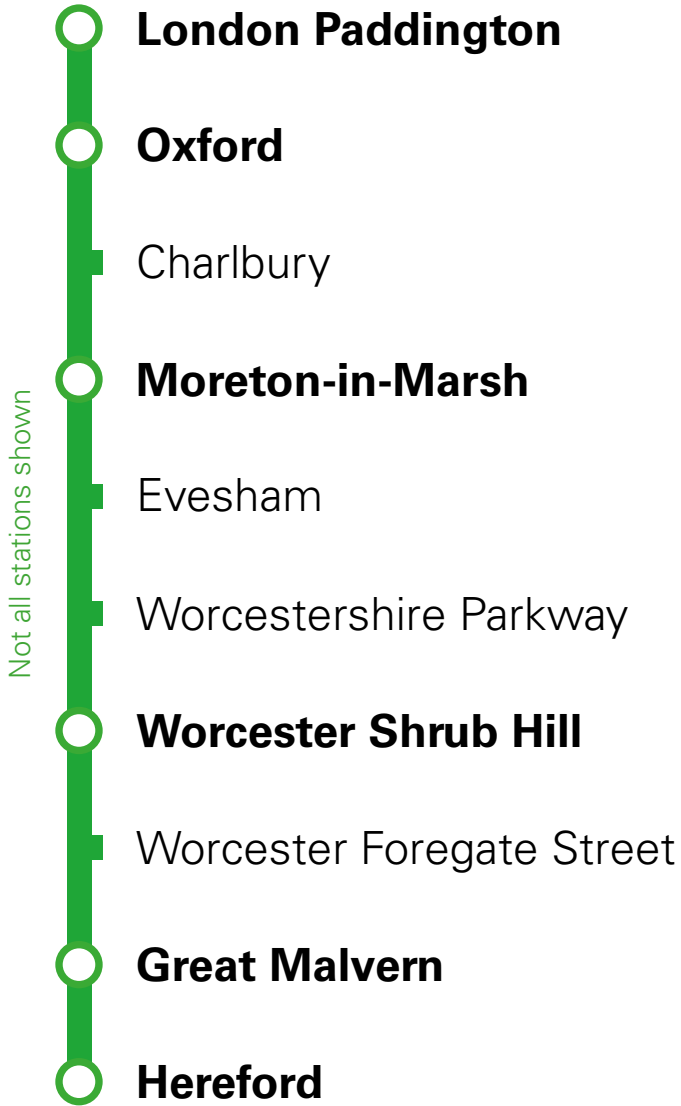 London Paddington
Oxford
Charlbury
Moreton-in-Marsh
Evesham
Worcestershire Parkway
Worcester Shrub Hill
Worcester Foregate Street
Great Malvern
Hereford
Not all stations shown